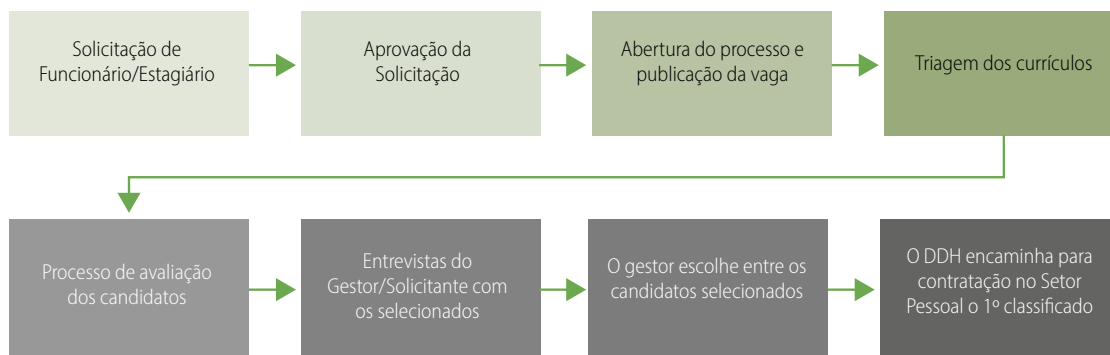 Solicitação de
Funcionário/Estagiário
Aprovação da
Solicitação
Abertura do processo e
publicação da vaga
Triagem dos currículos
Processo de avaliação
dos candidatos
Entrevistas do
Gestor/Solicitante com
os selecionados
O gestor escolhe entre os
candidatos selecionados
O DDH encaminha para
contratação no Setor
Pessoal o 1º classificado